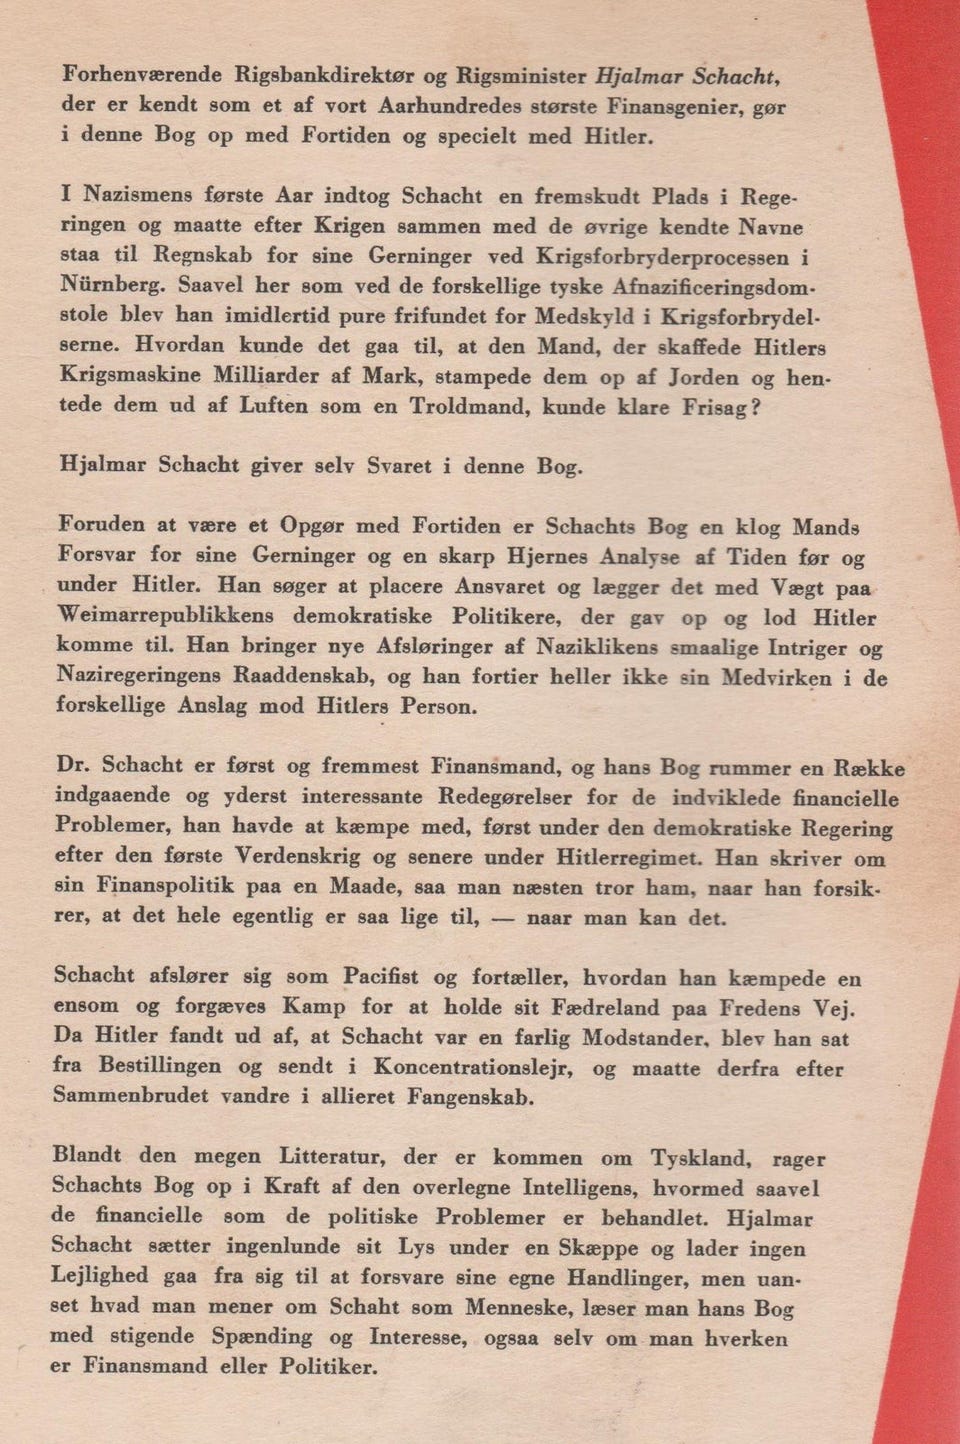 Forhenværende Rigsbankdirektør og Rigsminister Hjalmar Schacht,
der er kendt som et af vort Aarhundredes største Finansgenier, gør
i denne Bog op med Fortiden og specielt med Hitler.
I Nazismens første Aar indtog Schacht en fremskudt Plads i Rege-
ringen og maatte efter Krigen sammen med de øvrige kendte Navne
staa til Regnskab for sine Gerninger ved Krigsforbryderprocessen i
Nürnberg. Saavel her som ved de forskellige tyske Afnazificeringsdom-
stole blev han imidlertid pure frifundet for Medskyld i Krigsforbrydel-
serne. Hvordan kunde det gaa til, at den Mand, der skaffede Hitlers
Krigsmaskine Milliarder af Mark, stampede dem op af Jorden og hen-
tede dem ud af Luften som en Troldmand, kunde klare Frisag?
Hjalmar Schacht giver selv Svaret i denne Bog.
Foruden at være et Opgør med Fortiden er Schachts Bog en klog Mands
Forsvar for sine Gerninger og en skarp Hjernes Analyse af Tiden før og
under Hitler. Han søger at placere Ansvaret og lægger det med Vægt paa
Weimarrepublikkens demokratiske Politikere, der gav op og lod Hitler
komme til. Han bringer nye Afsløringer af Naziklikens smaalige Intriger og
Naziregeringens Raaddenskab, og han fortier heller ikke sin Medvirken i de
forskellige Anslag mod Hitlers Person.
Dr. Schacht er først og fremmest Finansmand, og hans Bog rummer en Række
indgaaende og yderst interessante Redegørelser for de indviklede financielle
Problemer, han havde at kæmpe med, først under den demokratiske Regering
efter den første Verdenskrig og senere under Hitlerregimet. Han skriver om
sin Finanspolitik paa en Maade, saa man næsten tror ham, naar han forsik-
rer, at det hele egentlig er saa lige til, — naar man kan det.
Schacht afslører sig som Pacifist og fortæller, hvordan han kæmpede en
ensom og forgæves Kamp for at holde sit Fædreland paa Fredens Vej.
Da Hitler fandt ud af, at Schacht var en farlig Modstander, blev han sat
fra Bestillingen og sendt i Koncentrationslejr, og maatte derfra efter
Sammenbrudet vandre i allieret Fangenskab.
Blandt den megen Litteratur, der er kommen om Tyskland, rager
Schachts Bog op i Kraft af den overlegne Intelligens, hvormed saavel
de financielle som de politiske Problemer er behandlet. Hjalmar
Schacht sætter ingenlunde sit Lys under en Skæppe og lader ingen
Lejlighed gaa fra sig til at forsvare sine egne Handlinger, men uan-
set hvad man mener om Schaht som Menneske, læser man hans Bog
med stigende Spænding og Interesse, ogsaa selv om man hverken
er Finansmand eller Politiker.